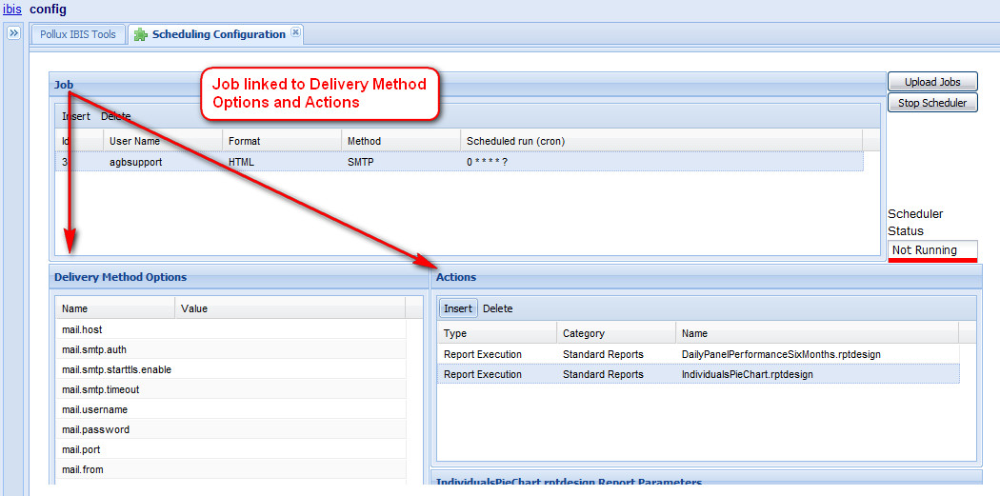 ibis config
Pollux IBIS Tools Scheduling Configuration
Job
Job linked to Delivery Method
Options and Actions
Upload Jobs
Stop Scheduler
Insert Delete
Id User Name Format Method Scheduled run (cron)
3 agbsupport HTML SMTP 0 * * * * ?
Scheduler
Status
Not Running
Delivery Method Options
Name Value
mail.host
mail.smtp.auth
mail.smtp.starttls.enable
mail.smtp.timeout
mail.username
mail.password
mail.port
mail.from
Actions
Insert Delete
Type Category Name
Report Execution Standard Reports DailyPanelPerformanceSixMonths.rptdesign
Report Execution Standard Reports IndividualsPieChart.rptdesign
IndividualsPieChart.rptdesign Report Parameters